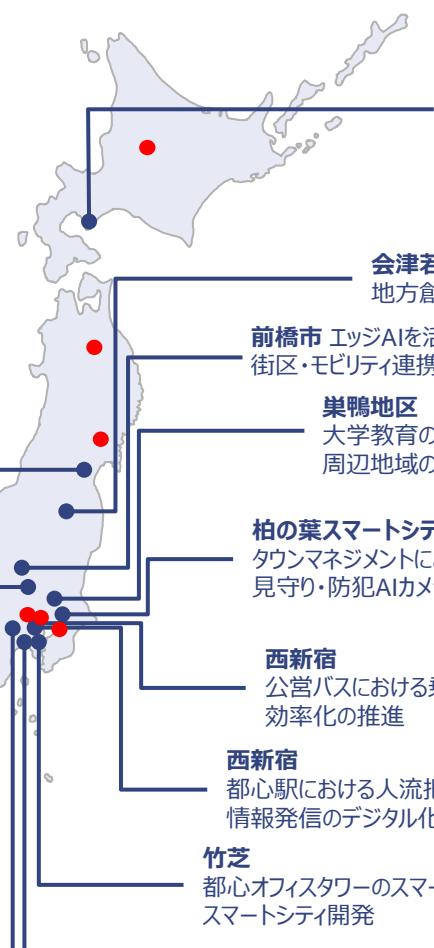 会津若
地方創
前橋市 エッジAIを活
街区・モビリティ連携
巣鴨地区
大学教育の
周辺地域の
柏の葉スマートシテ
タウンマネジメントに
見守り・防犯AIカメ
西新宿
公営バスにおける
効率化の推進
西新宿
都心駅における人流把
情報発信のデジタル化
竹芝
都心オフィスタワーのスマー
スマートシティ開発